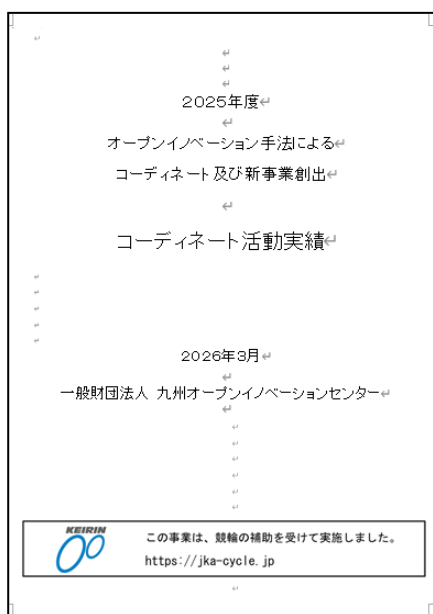 2025年度
オープンイノベーション手法による
コーディネート及び新事業創出
コーディネート活動実績
2026年3月
一般財団法人 九州オープンイノベーションセンター
KEIRIN
この事業は、競輪の補助を受けて実施しました。
https://jka-cycle.jp